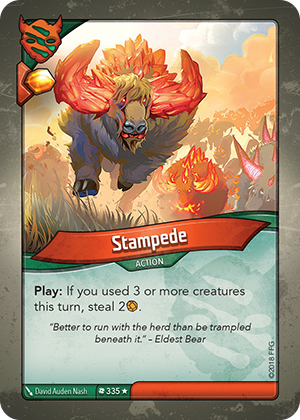 Stampede
ACTION
Play: If you used 3 or more creatures
this turn, steal 2.
"Better to run with the herd than be trampled
beneath it." – Eldest Bear
David Auden Nash
335
©2018 FFG